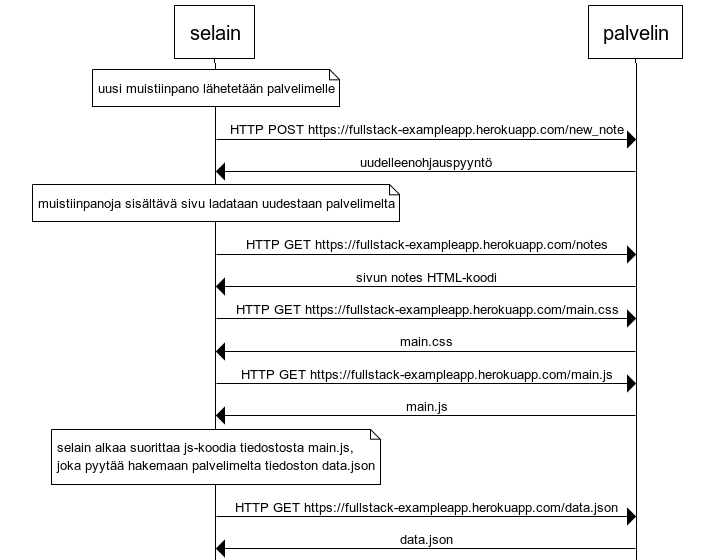 selain
palvelin
uusi muistiinpano lähetetään palvelimelle
HTTP POST https://fullstack-exampleapp.herokuapp.com/new_note
uudelleenohjauspyyntö
muistiinpanoja sisältävä sivu ladataan uudestaan palvelimelta
HTTP GET https://fullstack-exampleapp.herokuapp.com/notes
sivun notes HTML-koodi
HTTP GET https://fullstack-exampleapp.herokuapp.com/main.css
main.css
HTTP GET https://fullstack-exampleapp.herokuapp.com/main.js
main.js
selain alkaa suorittaa js-koodia tiedostosta main.js,
joka pyytää hakemaan palvelimelta tiedoston data.json
HTTP GET https://fullstack-exampleapp.herokuapp.com/data.json
data.json